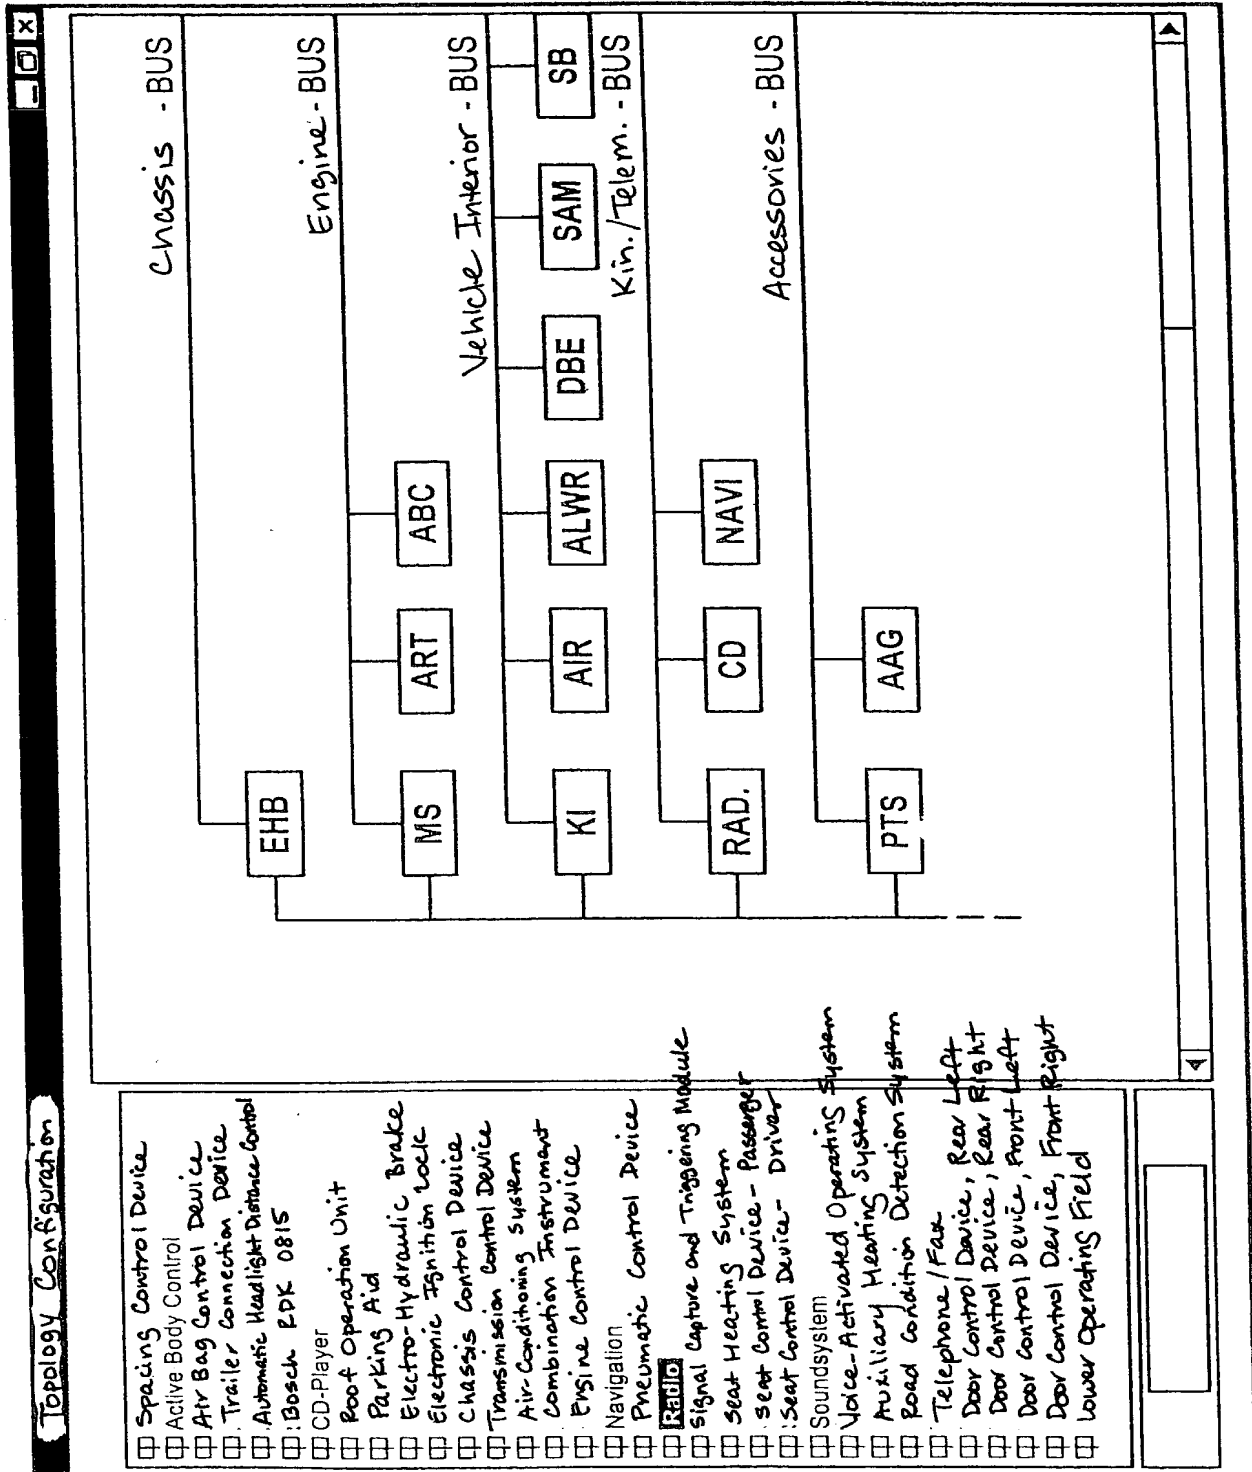 Topology Configuration
Spacing Control Device
Active Body Control
Air Bag Control Device
Trailer Connection Device
Automatic Headlight Distance Control
Bosch RDK 0815
CD-Player
Roof Operation Unit
Parking Aid
Electro-Hydraulic Brake
Electronic Ignition Lock
Chassis Control Device
Transmission Control Device
Air-Conditioning System
Combination Instrument
Engine Control Device
Navigation
Pneumatic Control Device
Radio
Signal Capture and Triggering Module
Seat Heating System
Seat Control Device - Passenger
Seat Control Device - Driver
Soundsystem
Voice-Activated Operating System
Auxiliary Heating System
Road Condition Detection System
Telephone/Fax
Door Control Device, Rear Left
Door Control Device, Rear Right
Door Control Device, Front Left
Door Control Device, Front Right
Lower Operating Field
Chassis - BUS
EHB
Engine - BUS
MS ART ABC
Vehicle Interior - BUS
KI AIR ALWR DBE SAM SB
Kin./Telem. - BUS
RAD. CD NAVI
Accessories - BUS
PTS AAG